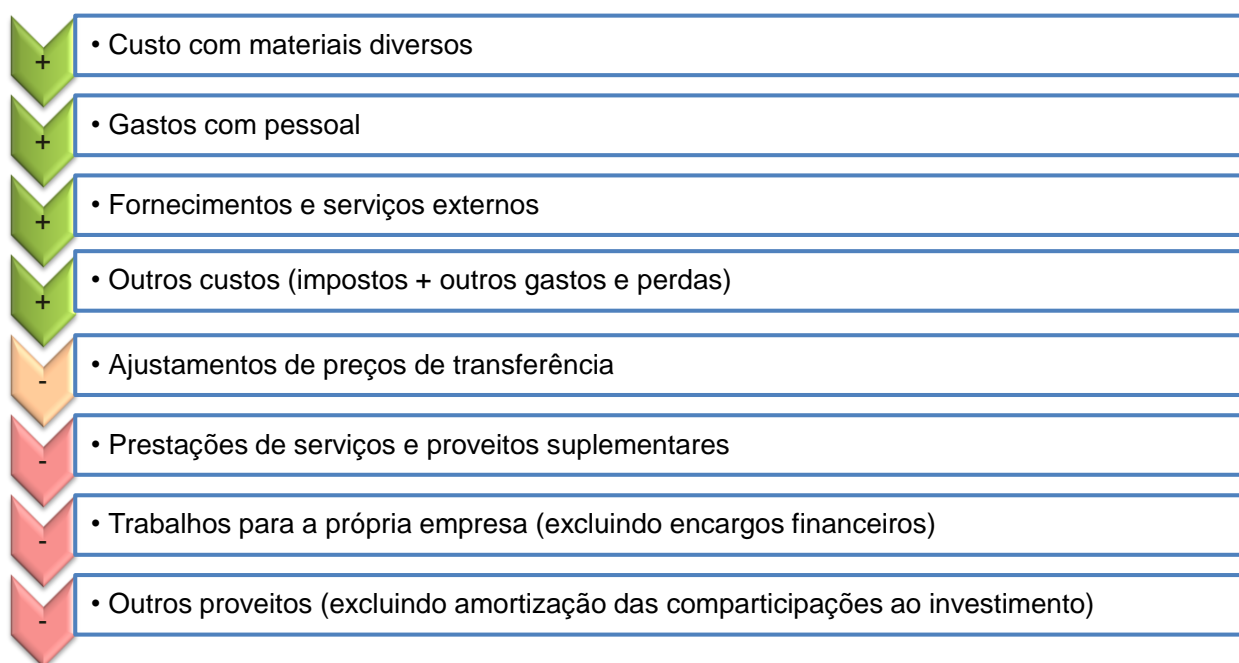 + • Custo com materiais diversos
+ • Gastos com pessoal
+ • Fornecimentos e serviços externos
+ • Outros custos (impostos + outros gastos e perdas)
- • Ajustamentos de preços de transferência
- • Prestações de serviços e proveitos suplementares
- • Trabalhos para a própria empresa (excluindo encargos financeiros)
- • Outros proveitos (excluindo amortização das comparticipações ao investimento)